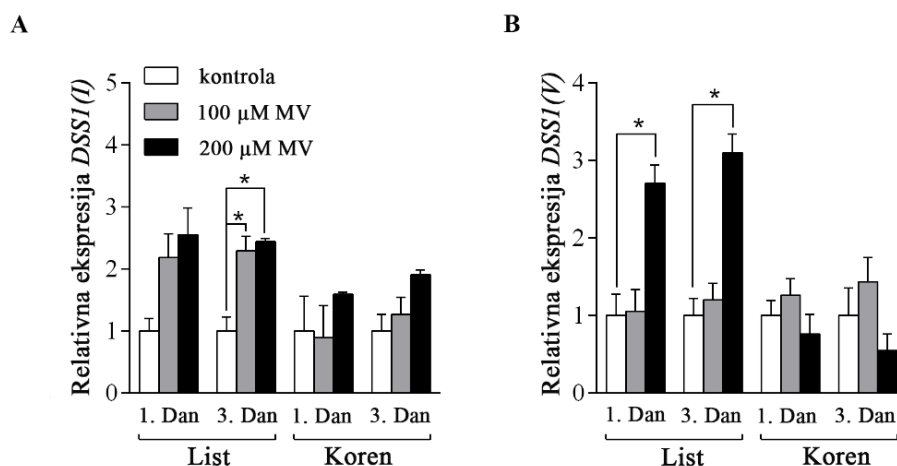 A
Relativna ekspresija DSS1(I)
5
4
3
2
1
0
kontrola
100 µM MV
200 µM MV
*
*
1. Dan 3. Dan 1. Dan 3. Dan
List Koren
B
Relativna ekspresija DSS1(V)
4
3
2
1
0
*
*
1. Dan 3. Dan 1. Dan 3. Dan
List Koren